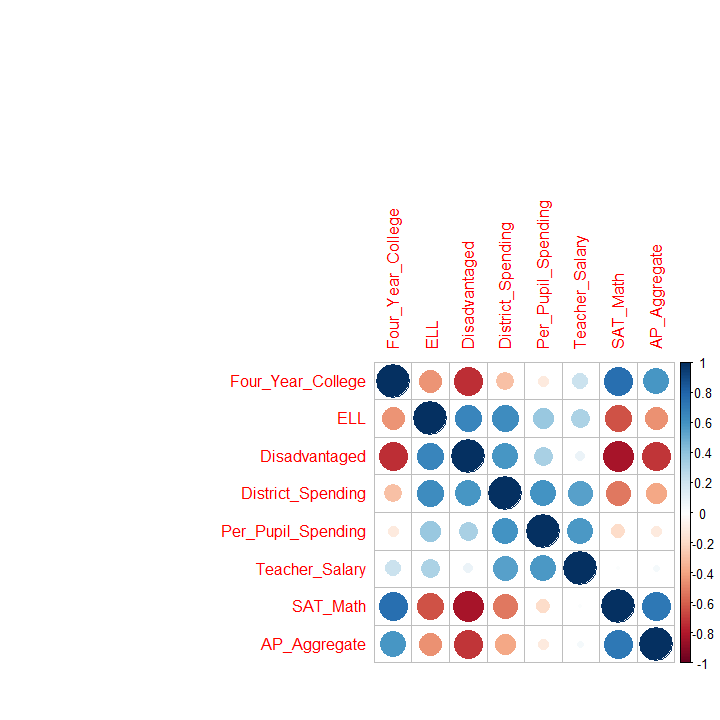 Four_Year_College
ELL
Disadvantaged
District_Spending
Per_Pupil_Spending
Teacher_Salary
SAT_Math
AP_Aggregate
Four_Year_College
ELL
Disadvantaged
District_Spending
Per_Pupil_Spending
Teacher_Salary
SAT_Math
AP_Aggregate
1
0.8
0.6
0.4
0.2
0
-0.2
-0.4
-0.6
-0.8
-1